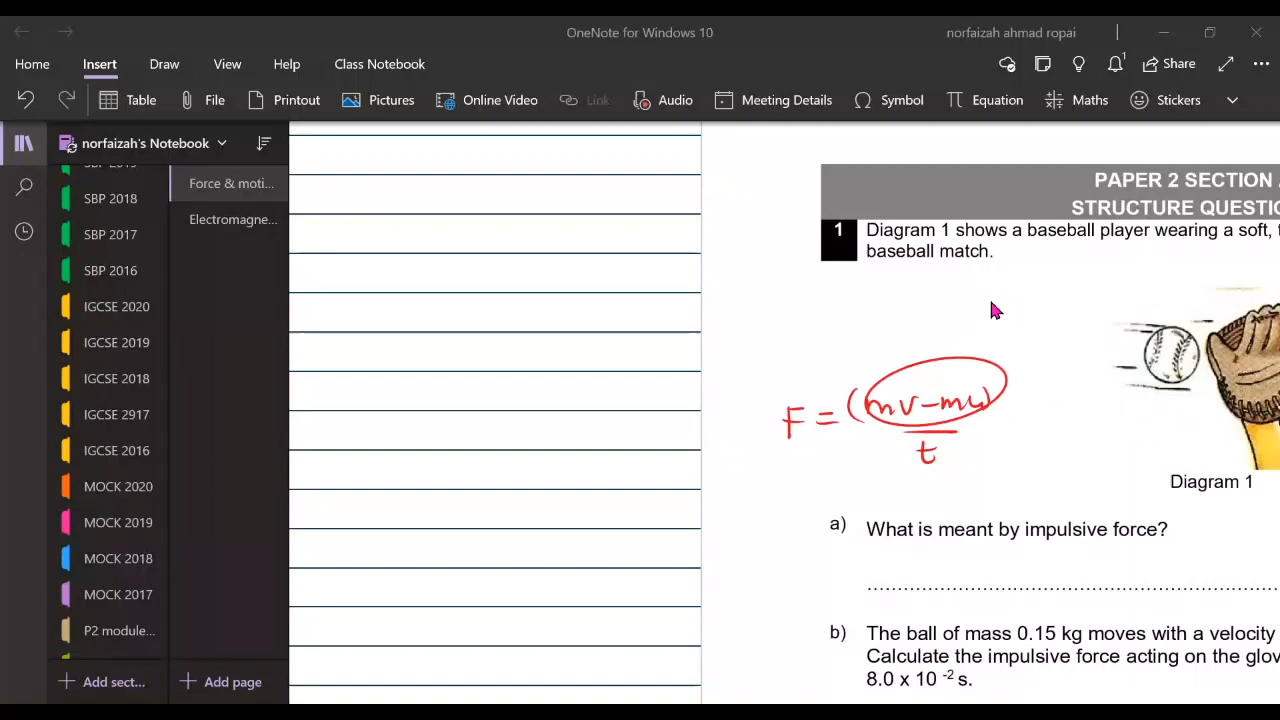 OneNote for Windows 10
norfaizah ahmad ropai
Home Insert Draw View Help Class Notebook
1 Share
Table File Printout Pictures Online Video Link Audio Meeting Details Symbol Equation Maths Stickers
norfaizah's Notebook
SBP 2018
SBP 2017
SBP 2016
IGCSE 2020
IGCSE 2019
IGCSE 2018
IGCSE 2917
IGCSE 2016
MOCK 2020
MOCK 2019
MOCK 2018
MOCK 2017
P2 module...
Add sect...
Force & moti...
Electromagne...
Add page
PAPER 2 SECTION
STRUCTURE QUESTIO
1 Diagram 1 shows a baseball player wearing a soft, t
baseball match.
F = (mv-mu)
t
Diagram 1
a) What is meant by impulsive force?
b) The ball of mass 0.15 kg moves with a velocity
Calculate the impulsive force acting on the glov
8.0 x 10 -2 s.